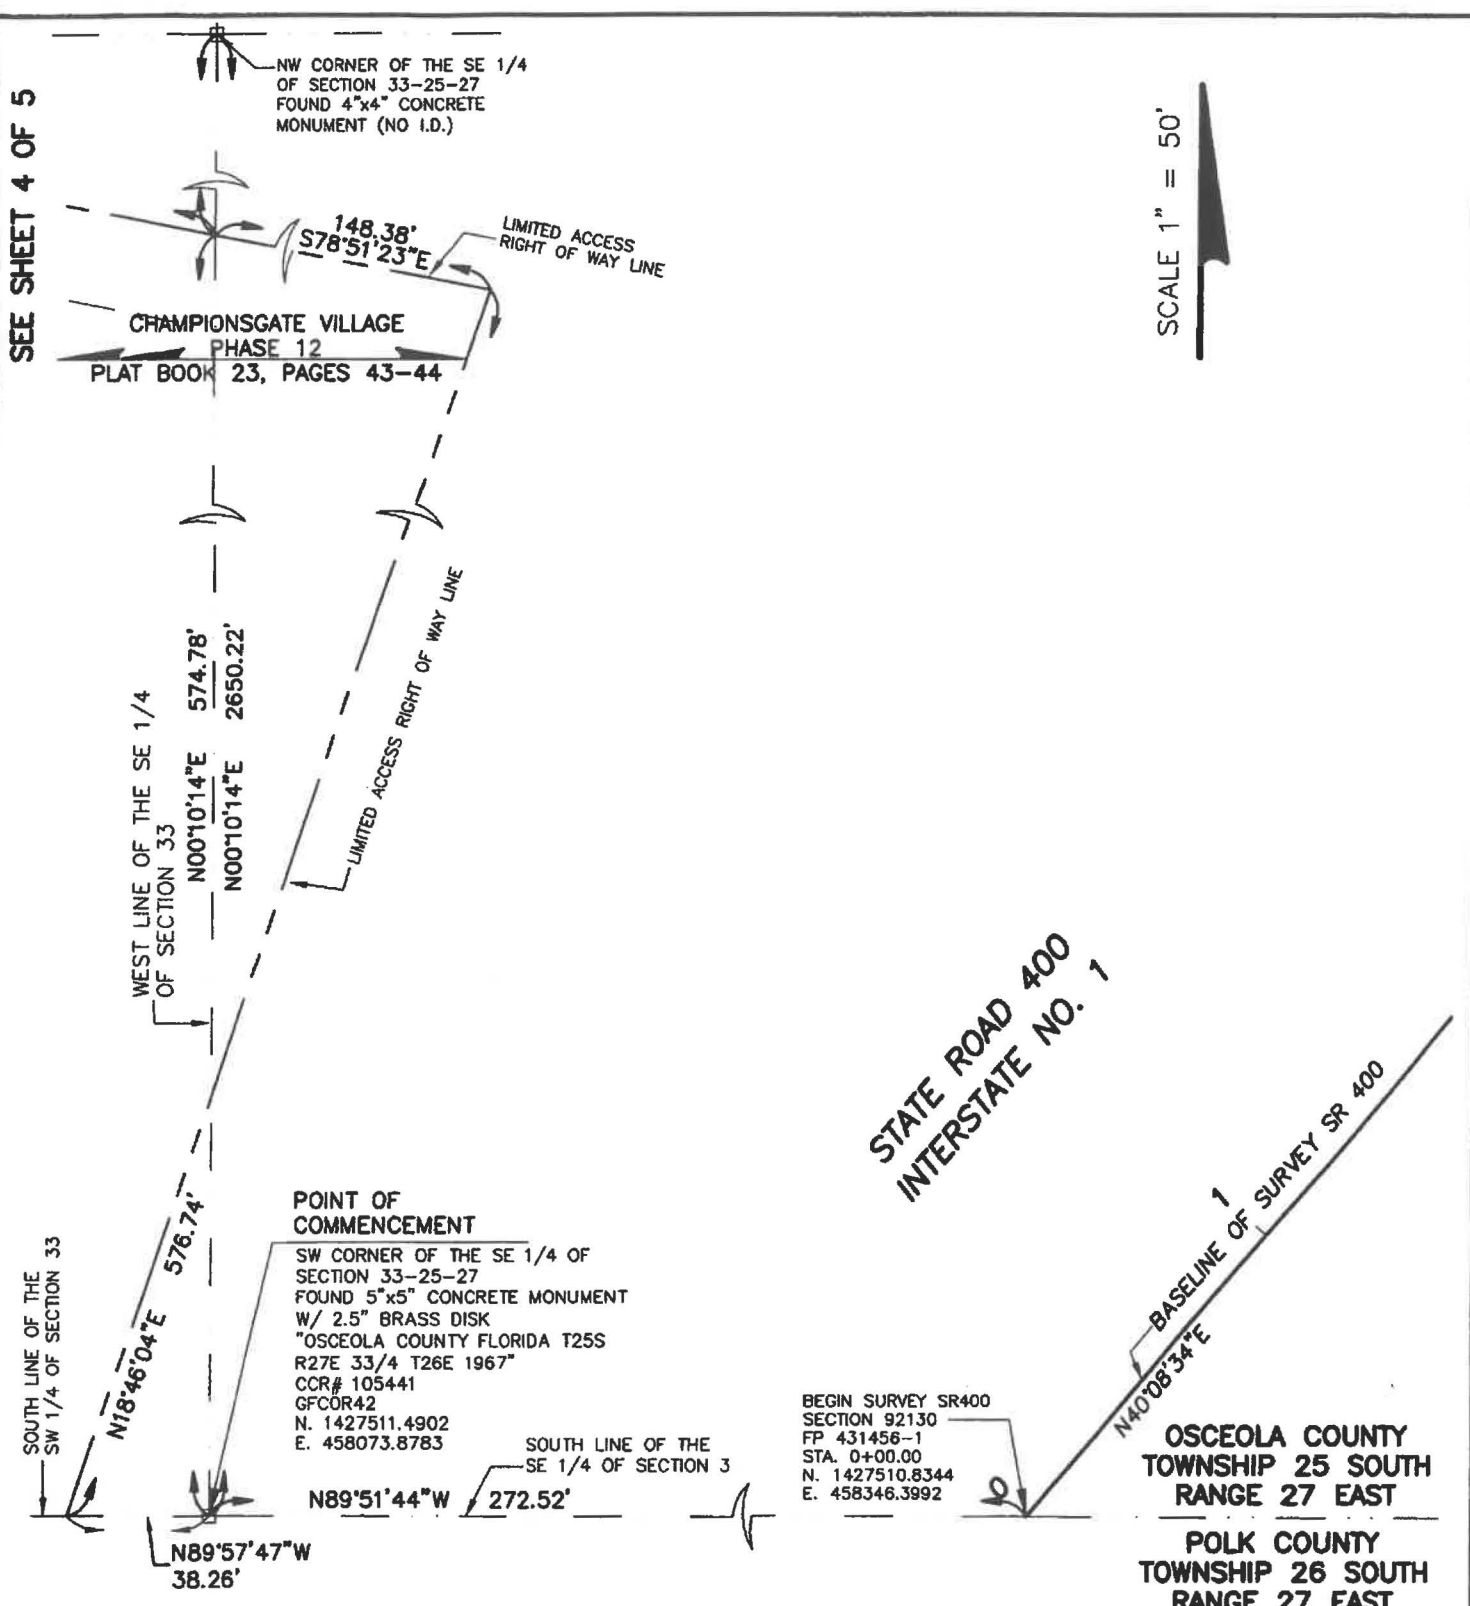 NW CORNER OF THE SE 1/4
OF SECTION 33-25-27
FOUND 4"x4" CONCRETE
MONUMENT (NO I.D.)
SEE SHEET 4 OF 5
SCALE 1" = 50'
148.38'
S78°51'23"E
LIMITED ACCESS
RIGHT OF WAY LINE
CHAMPIONSGATE VILLAGE
PHASE 12
PLAT BOOK 23, PAGES 43-44
WEST LINE OF THE SE 1/4
OF SECTION 33
N00°10'14"E 574.78'
N00°10'14"E 2650.22'
LIMITED ACCESS RIGHT OF WAY LINE
STATE ROAD 400
INTERSTATE NO. 1
1
BASELINE OF SURVEY SR 400
N40°08'34"E
N18°46'04"E 576.74'
SOUTH LINE OF THE
SW 1/4 OF SECTION 33
POINT OF
COMMENCEMENT
SW CORNER OF THE SE 1/4 OF
SECTION 33-25-27
FOUND 5"x5" CONCRETE MONUMENT
W/ 2.5" BRASS DISK
"OSCEOLA COUNTY FLORIDA T25S
R27E 33/4 T26E 1967"
CCR# 105441
GFCOR42
N. 1427511.4902
E. 458073.8783
SOUTH LINE OF THE
SE 1/4 OF SECTION 3
N89°51'44"W 272.52'
N89°57'47"W
38.26'
BEGIN SURVEY SR400
SECTION 92130
FP 431456-1
STA. 0+00.00
N. 1427510.8344
E. 458346.3992
0
OSCEOLA COUNTY
TOWNSHIP 25 SOUTH
RANGE 27 EAST
POLK COUNTY
TOWNSHIP 26 SOUTH
RANGE 27 EAST